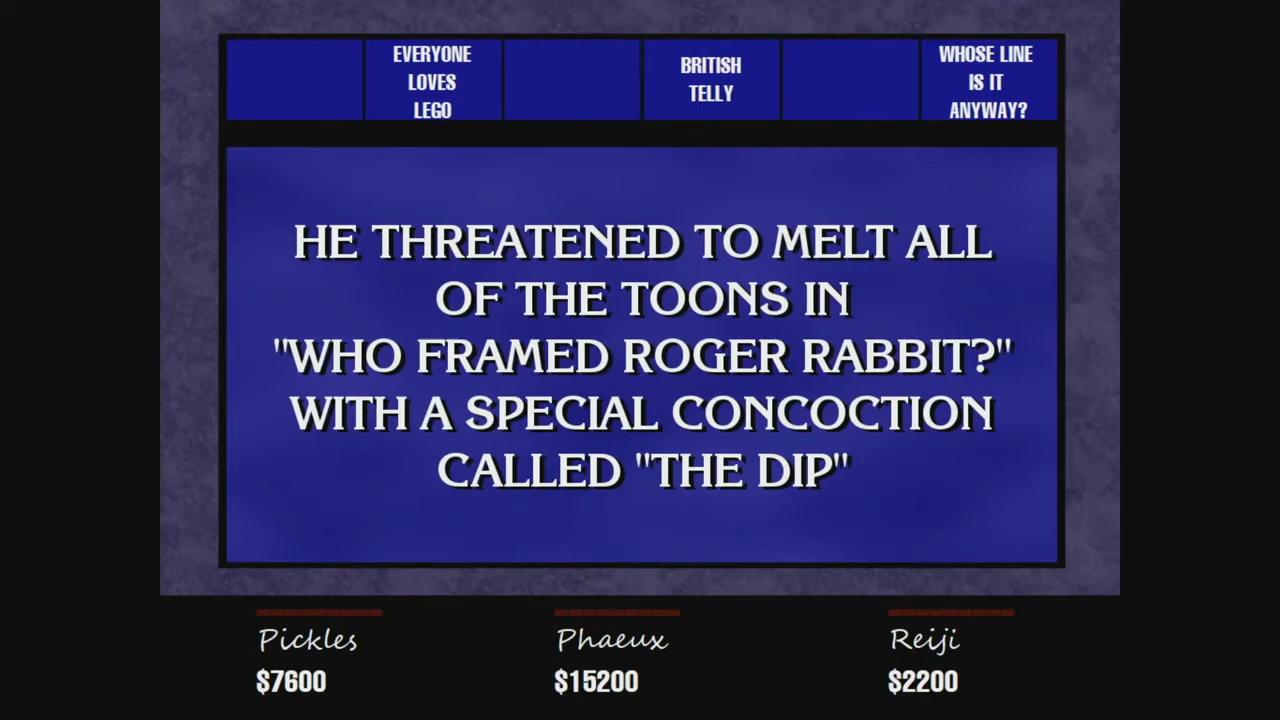 EVERYONE
LOVES
LEGO
BRITISH
TELLY
WHOSE LINE
IS IT
ANYWAY?
HE THREATENED TO MELT ALL
OF THE TOONS IN
"WHO FRAMED ROGER RABBIT?"
WITH A SPECIAL CONCOCTION
CALLED "THE DIP"
Pickles
$7600
Phaeux
$15200
Reiji
$2200